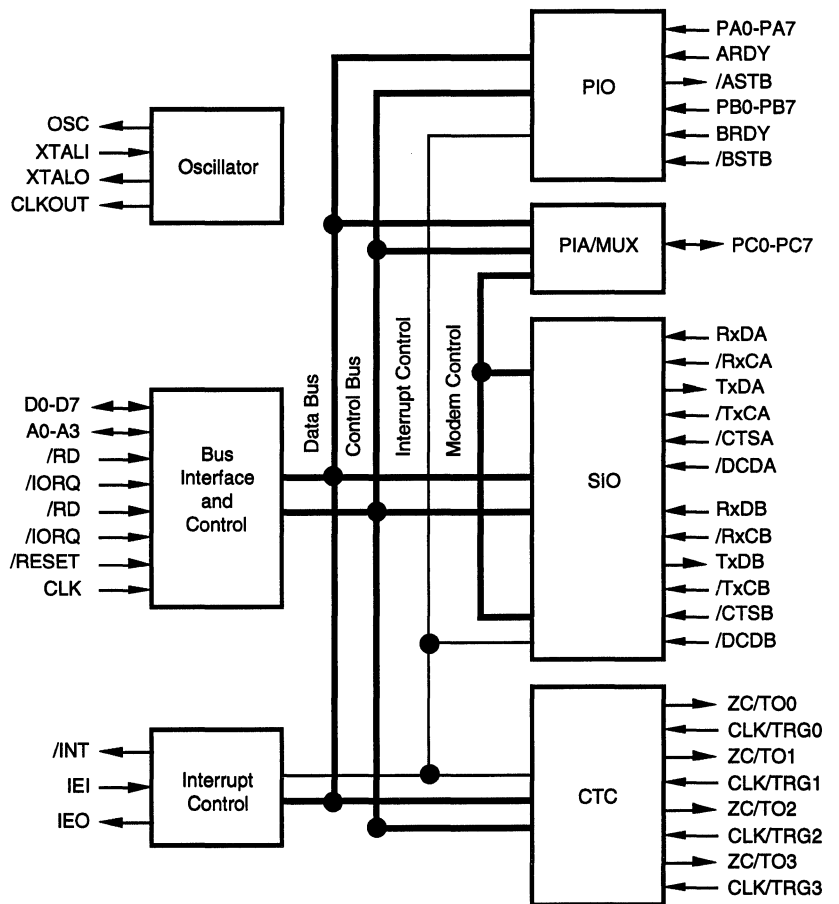 OSC
XTALI
XTALO
CLKOUT
Oscillator
D0-D7
A0-A3
/RD
/IORQ
/RD
/IORQ
/RESET
CLK
Bus
Interface
and
Control
/INT
IEI
IEO
Interrupt
Control
Data Bus
Control Bus
Interrupt Control
Modem Control
PIO
PA0-PA7
ARDY
/ASTB
PB0-PB7
BRDY
/BSTB
PIA/MUX
PC0-PC7
SiO
RxDA
/RxCA
TxDA
/TxCA
/CTSA
/DCDA
RxDB
/RxCB
TxDB
/TxCB
/CTSB
/DCDB
CTC
ZC/TO0
CLK/TRG0
ZC/TO1
CLK/TRG1
ZC/TO2
CLK/TRG2
ZC/TO3
CLK/TRG3